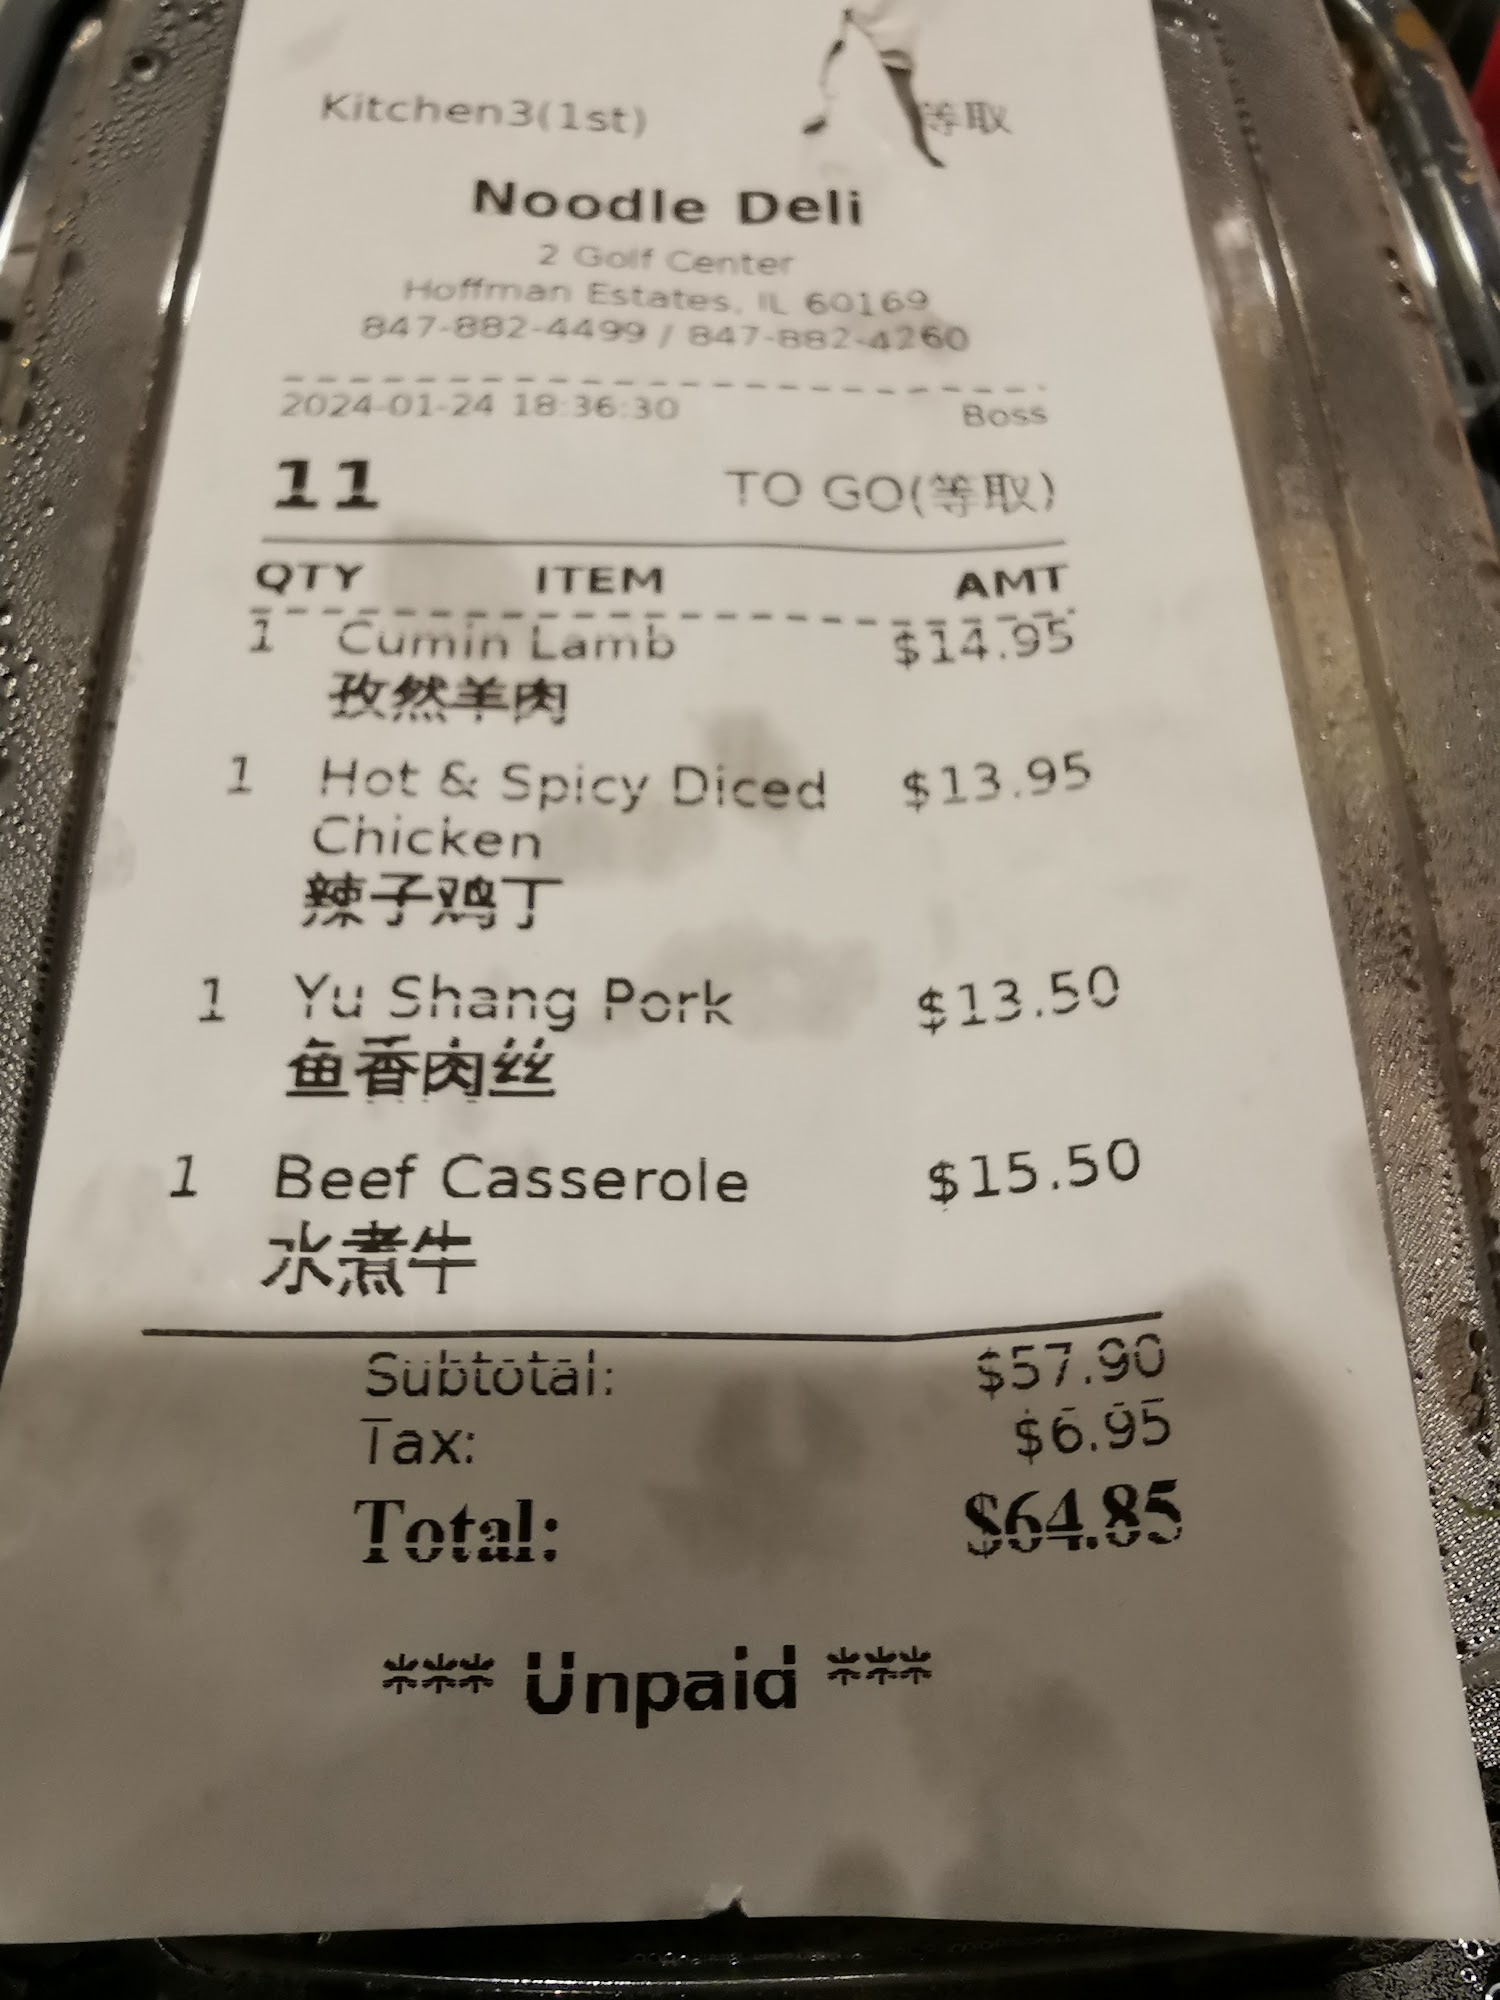 Kitchen3(1st) 等取
Noodle Deli
2 Golf Center
Hoffman Estates, IL 60169
847-882-4499 / 847-882-4260
2024-01-24 18:36:30 Boss
11 TO GO(等取)
QTY ITEM AMT
1 Cumin Lamb $14.95
孜然羊肉
1 Hot & Spicy Diced $13.95
Chicken
辣子鸡丁
1 Yu Shang Pork $13.50
鱼香肉丝
1 Beef Casserole $15.50
水煮牛
Subtotal: $57.90
Tax: $6.95
Total: $64.85
*** Unpaid ***